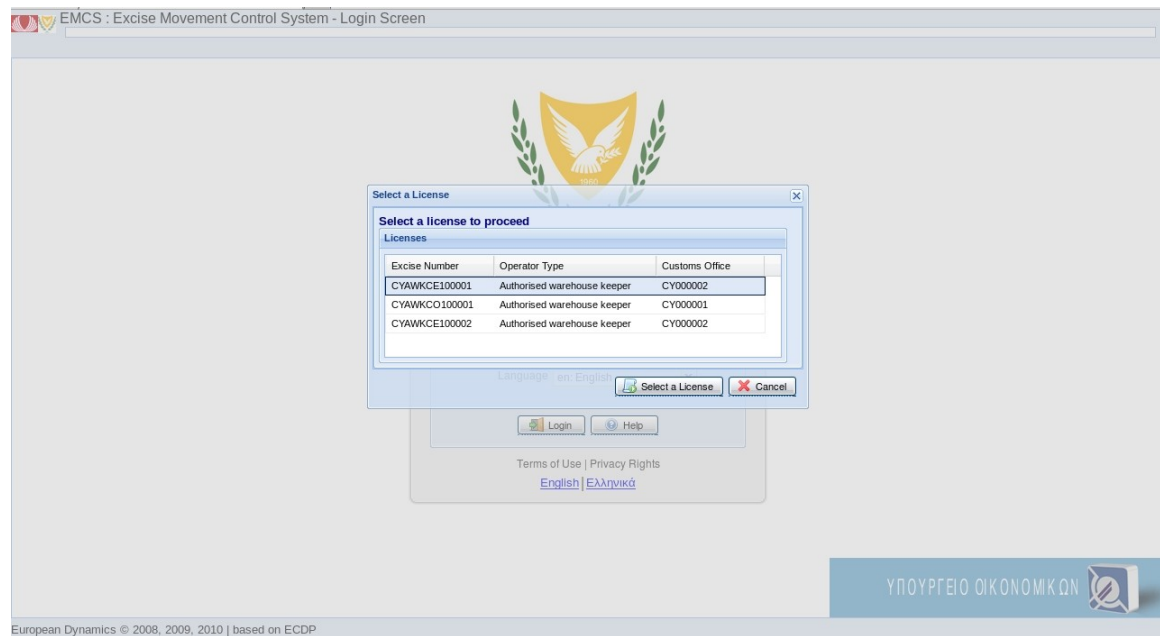 EMCS : Excise Movement Control System - Login Screen
1960
Select a License
Select a license to proceed
Licenses
Excise Number Operator Type Customs Office
CYAWKCE100001 Authorised warehouse keeper CY000002
CYAWKCO100001 Authorised warehouse keeper CY000001
CYAWKCE100002 Authorised warehouse keeper CY000002
Language en: English
Select a License Cancel
Login Help
Terms of Use | Privacy Rights
English | Ελληνικά
ΥΠΟΥΡΓΕΙΟ ΟΙΚΟΝΟΜΙΚΩΝ
European Dynamics © 2008, 2009, 2010 | based on ECDP